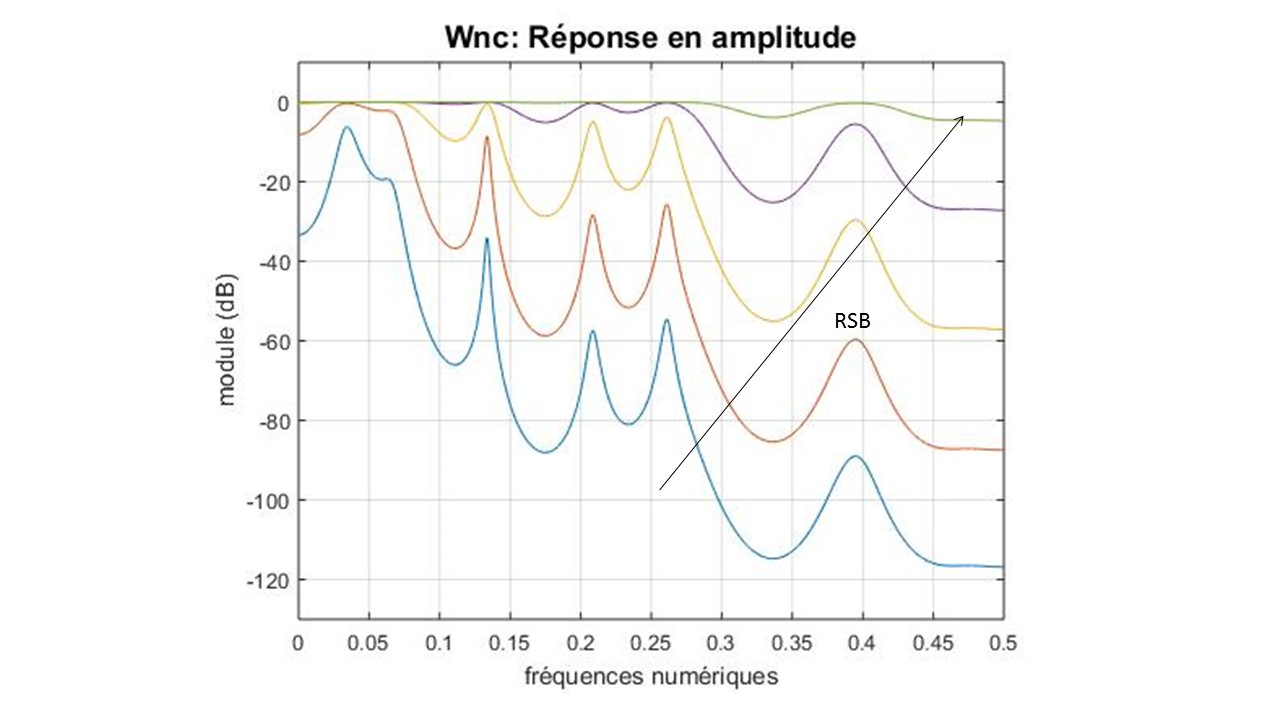 Wnc: Réponse en amplitude
0
-20
-40
-60
-80
-100
-120
module (dB)
RSB
0 0.05 0.1 0.15 0.2 0.25 0.3 0.35 0.4 0.45 0.5
fréquences numériques